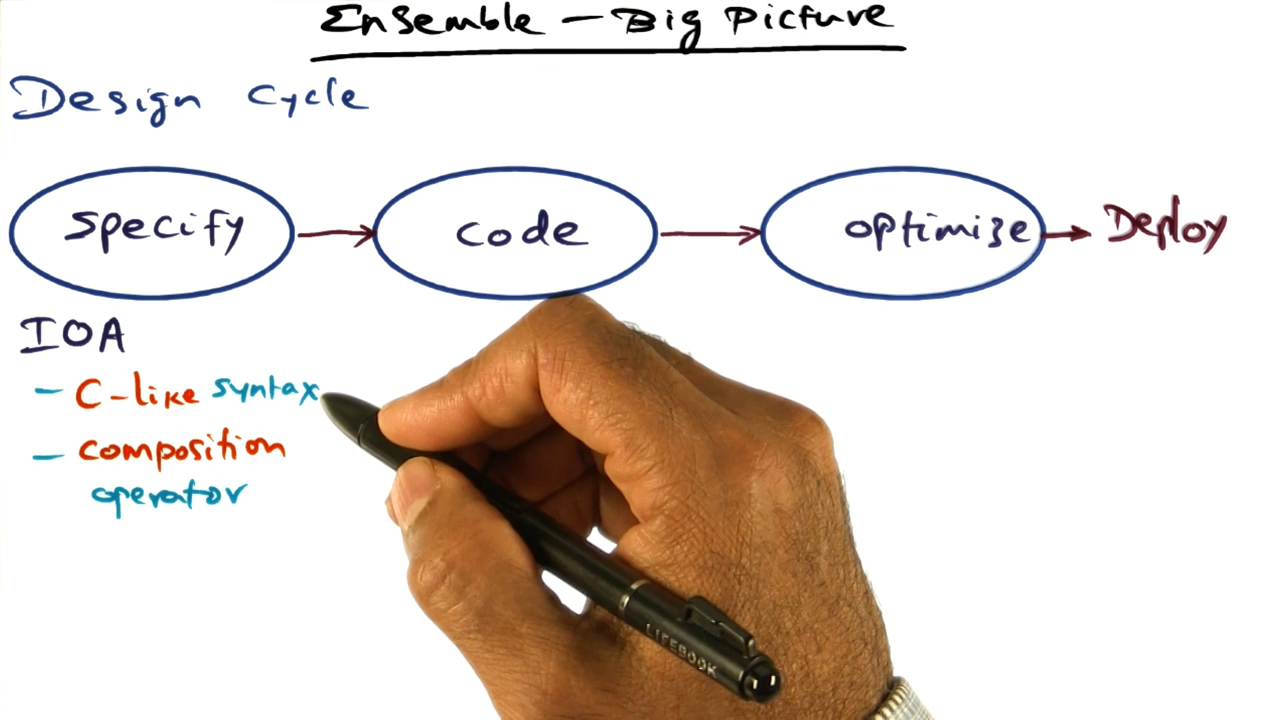 Ensemble - Big Picture
Design Cycle
Specify
code
optimize
Deploy
IOA
- C-like syntax
- composition
operator
LIFEBOOK